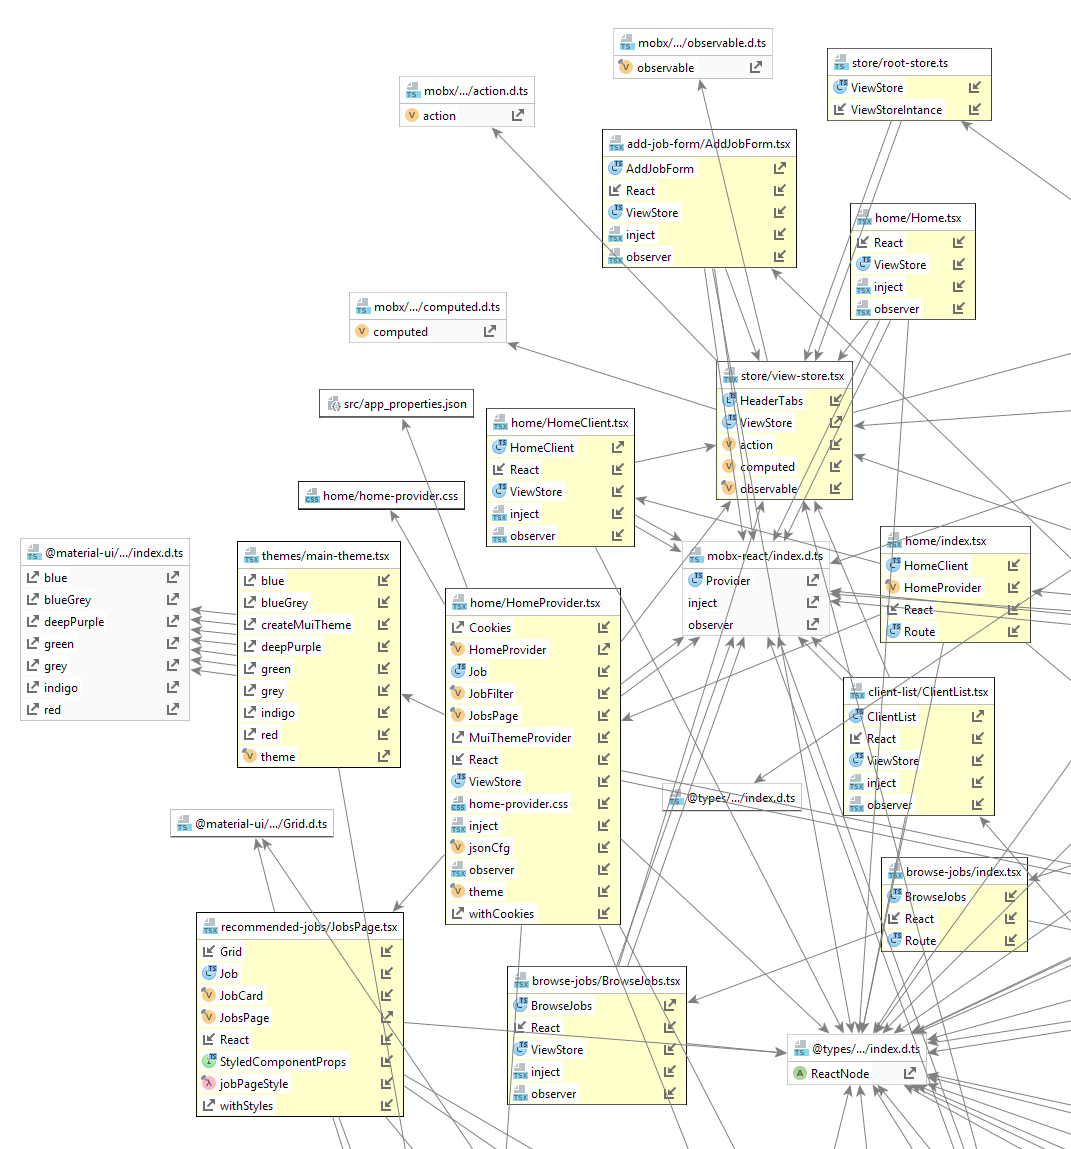 mobx/.../observable.d.ts
observable
store/root-store.ts
ViewStore
ViewStoreIntance
mobx/.../action.d.ts
action
add-job-form/AddJobForm.tsx
AddJobForm
React
ViewStore
inject
observer
home/Home.tsx
React
ViewStore
inject
observer
mobx/.../computed.d.ts
computed
store/view-store.tsx
HeaderTabs
ViewStore
action
computed
observable
src/app_properties.json
home/HomeClient.tsx
HomeClient
React
ViewStore
inject
observer
home/home-provider.css
@material-ui/.../index.d.ts
blue
blueGrey
deepPurple
green
grey
indigo
red
themes/main-theme.tsx
blue
blueGrey
createMuiTheme
deepPurple
green
grey
indigo
red
theme
mobx-react/index.d.ts
Provider
inject
observer
home/index.tsx
HomeClient
HomeProvider
React
Route
home/HomeProvider.tsx
Cookies
HomeProvider
Job
JobFilter
JobsPage
MuiThemeProvider
React
ViewStore
home-provider.css
inject
jsonCfg
observer
theme
withCookies
client-list/ClientList.tsx
ClientList
React
ViewStore
inject
observer
@types/.../index.d.ts
@material-ui/.../Grid.d.ts
browse-jobs/index.tsx
BrowseJobs
React
Route
recommended-jobs/JobsPage.tsx
Grid
Job
JobCard
JobsPage
React
StyledComponentProps
jobPageStyle
withStyles
browse-jobs/BrowseJobs.tsx
BrowseJobs
React
ViewStore
inject
observer
@types/.../index.d.ts
ReactNode